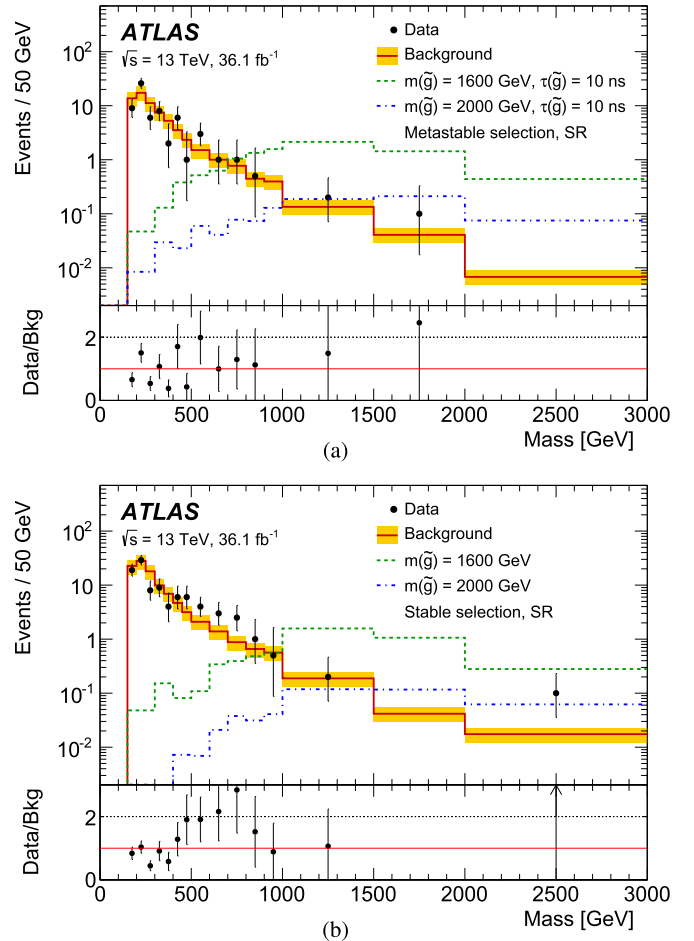 ATLAS
√s = 13 TeV, 36.1 fb⁻¹
Data
Background
m(g̃) = 1600 GeV, τ(g̃) = 10 ns
m(g̃) = 2000 GeV, τ(g̃) = 10 ns
Metastable selection, SR
Events / 50 GeV
10²
10
1
10⁻¹
10⁻²
Data/Bkg
2
0
0 500 1000 1500 2000 2500 3000
Mass [GeV]
(a)
ATLAS
√s = 13 TeV, 36.1 fb⁻¹
Data
Background
m(g̃) = 1600 GeV
m(g̃) = 2000 GeV
Stable selection, SR
Events / 50 GeV
10²
10
1
10⁻¹
10⁻²
Data/Bkg
2
0
0 500 1000 1500 2000 2500 3000
Mass [GeV]
(b)